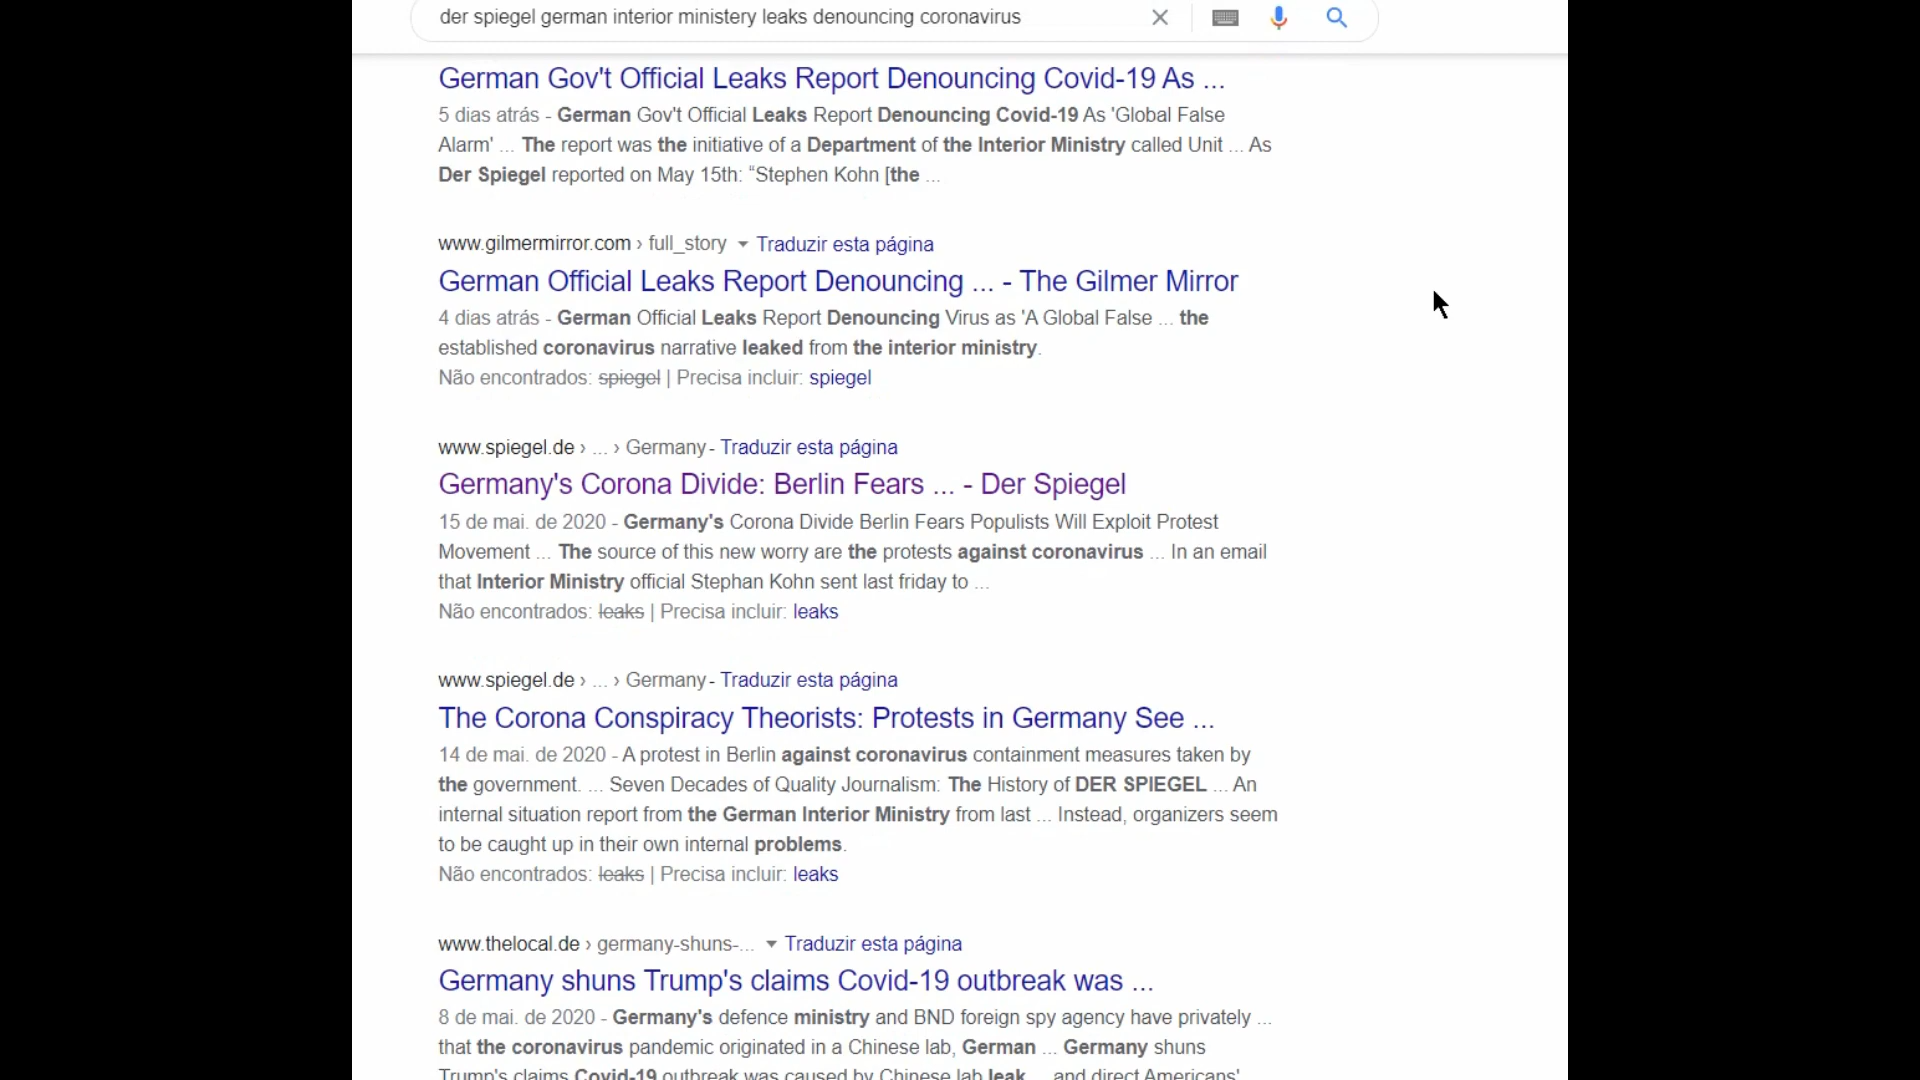 der spiegel german interior ministery leaks denouncing coronavirus
German Gov't Official Leaks Report Denouncing Covid-19 As ...
5 dias atrás - German Gov't Official Leaks Report Denouncing Covid-19 As 'Global False
Alarm' ... The report was the initiative of a Department of the Interior Ministry called Unit ... As
Der Spiegel reported on May 15th: “Stephen Kohn [the ...
www.gilmermirror.com › full_story ▾ Traduzir esta página
German Official Leaks Report Denouncing ... - The Gilmer Mirror
4 dias atrás - German Official Leaks Report Denouncing Virus as 'A Global False ... the
established coronavirus narrative leaked from the interior ministry.
Não encontrados: spiegel | Precisa incluir: spiegel
www.spiegel.de › ... › Germany - Traduzir esta página
Germany's Corona Divide: Berlin Fears ... - Der Spiegel
15 de mai. de 2020 - Germany's Corona Divide Berlin Fears Populists Will Exploit Protest
Movement ... The source of this new worry are the protests against coronavirus ... In an email
that Interior Ministry official Stephan Kohn sent last friday to ...
Não encontrados: leaks | Precisa incluir: leaks
www.spiegel.de › ... › Germany - Traduzir esta página
The Corona Conspiracy Theorists: Protests in Germany See ...
14 de mai. de 2020 - A protest in Berlin against coronavirus containment measures taken by
the government. ... Seven Decades of Quality Journalism: The History of DER SPIEGEL ... An
internal situation report from the German Interior Ministry from last ... Instead, organizers seem
to be caught up in their own internal problems.
Não encontrados: leaks | Precisa incluir: leaks
www.thelocal.de › germany-shuns-... ▾ Traduzir esta página
Germany shuns Trump's claims Covid-19 outbreak was ...
8 de mai. de 2020 - Germany's defence ministry and BND foreign spy agency have privately ...
that the coronavirus pandemic originated in a Chinese lab, German ... Germany shuns
Trump's claims Covid-19 outbreak was caused by Chinese lab leak ... and direct Americans'